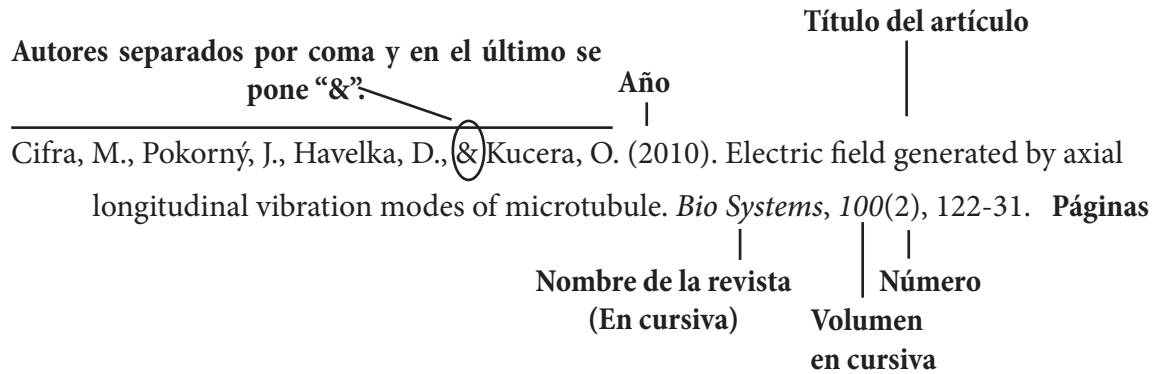 Título del artículo
Autores separados por coma y en el último se
pone “&”.
Año
Cifra, M., Pokorný, J., Havelka, D., & Kucera, O. (2010). Electric field generated by axial
longitudinal vibration modes of microtubule. Bio Systems, 100(2), 122-31. Páginas
Nombre de la revista
(En cursiva)
Número
Volumen
en cursiva